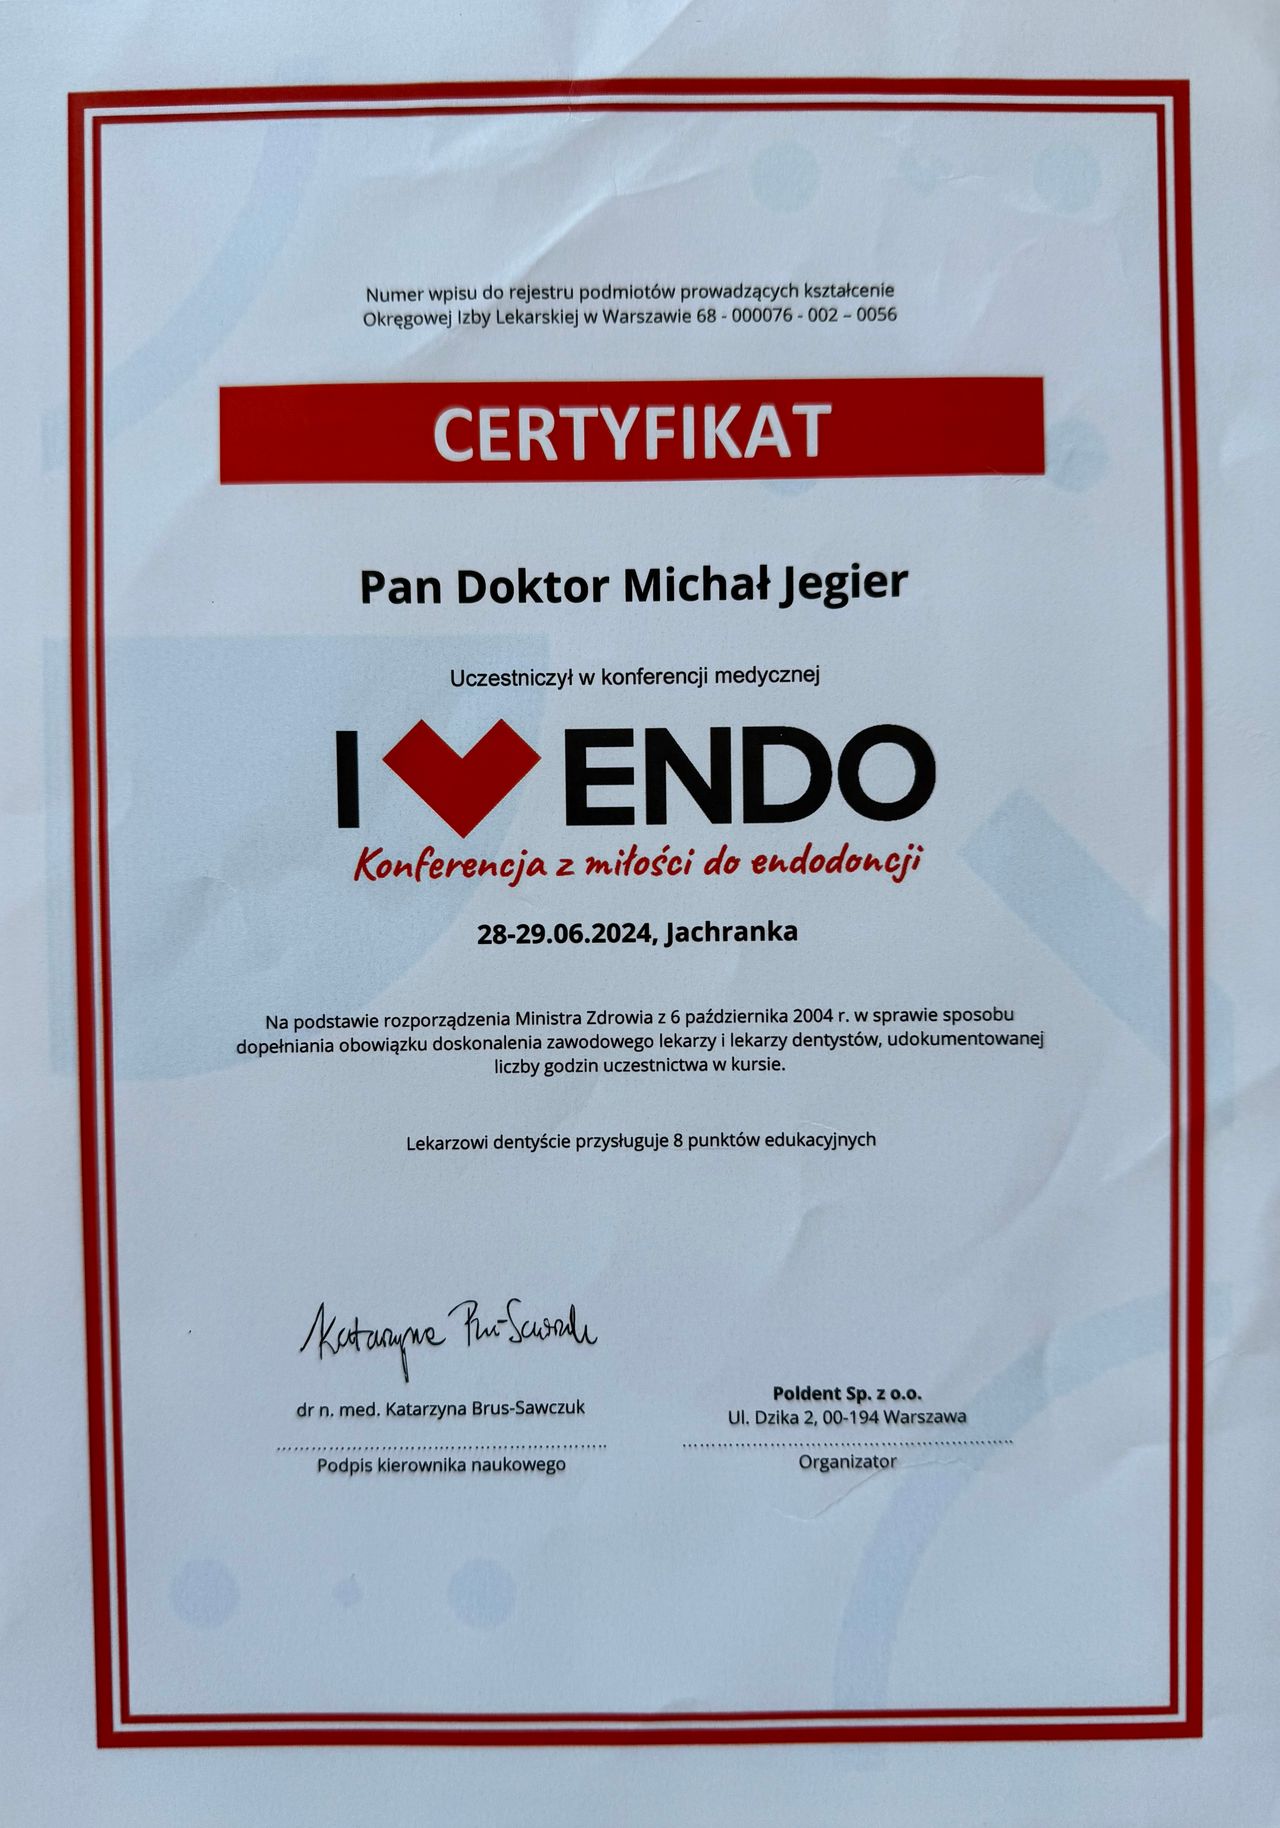 Numer wpisu do rejestru podmiotów prowadzących kształcenie
Okręgowej Izby Lekarskiej w Warszawie 68 - 000076 - 002 – 0056
CERTYFIKAT
Pan Doktor Michał Jegier
Uczestniczył w konferencji medycznej
I ❤ ENDO
Konferencja z miłości do endodoncji
28-29.06.2024, Jachranka
Na podstawie rozporządzenia Ministra Zdrowia z 6 października 2004 r. w sprawie sposobu
dopełniania obowiązku doskonalenia zawodowego lekarzy i lekarzy dentystów, udokumentowanej
liczby godzin uczestnictwa w kursie.
Lekarzowi dentyście przysługuje 8 punktów edukacyjnych
Katarzyna Brus-Sawczuk
dr n. med. Katarzyna Brus-Sawczuk
Podpis kierownika naukowego
Poldent Sp. z o.o.
Ul. Dzika 2, 00-194 Warszawa
Organizator